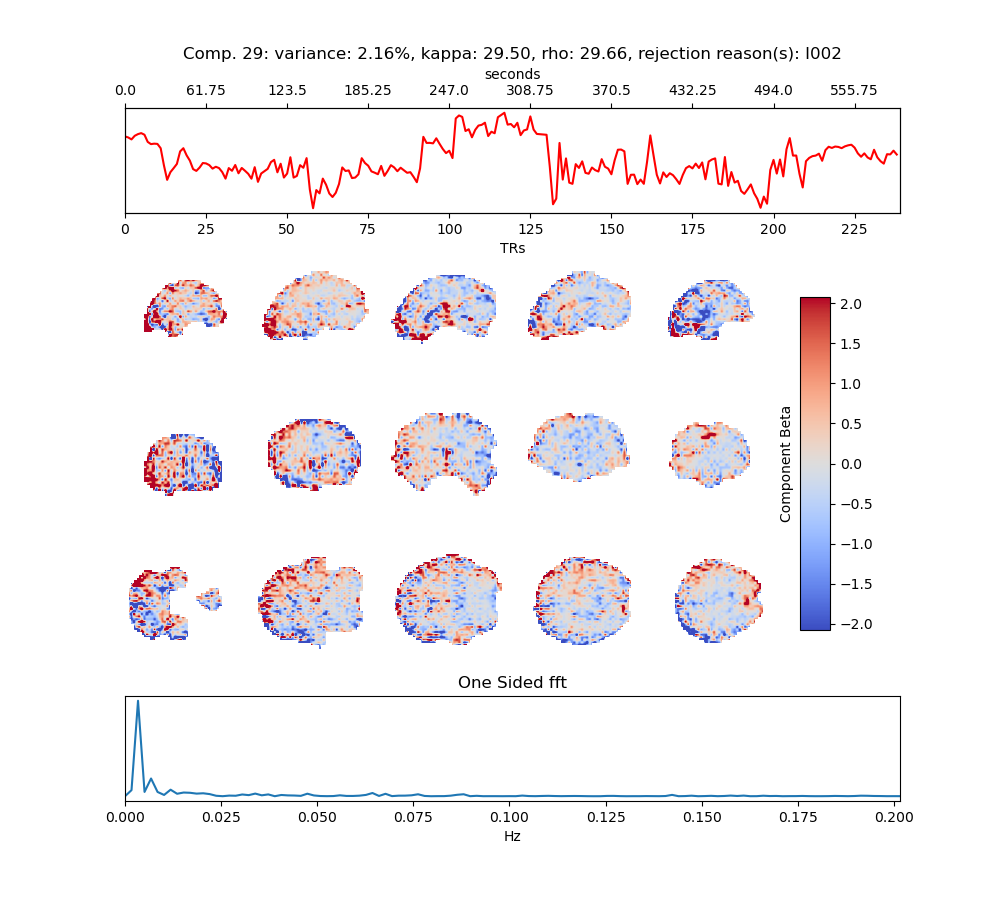 Comp. 29: variance: 2.16%, kappa: 29.50, rho: 29.66, rejection reason(s): I002
seconds
0.0 61.75 123.5 185.25 247.0 308.75 370.5 432.25 494.0 555.75
0 25 50 75 100 125 150 175 200 225
TRs
2.0
1.5
1.0
0.5
0.0
−0.5
−1.0
−1.5
−2.0
Component Beta
One Sided fft
0.000 0.025 0.050 0.075 0.100 0.125 0.150 0.175 0.200
Hz